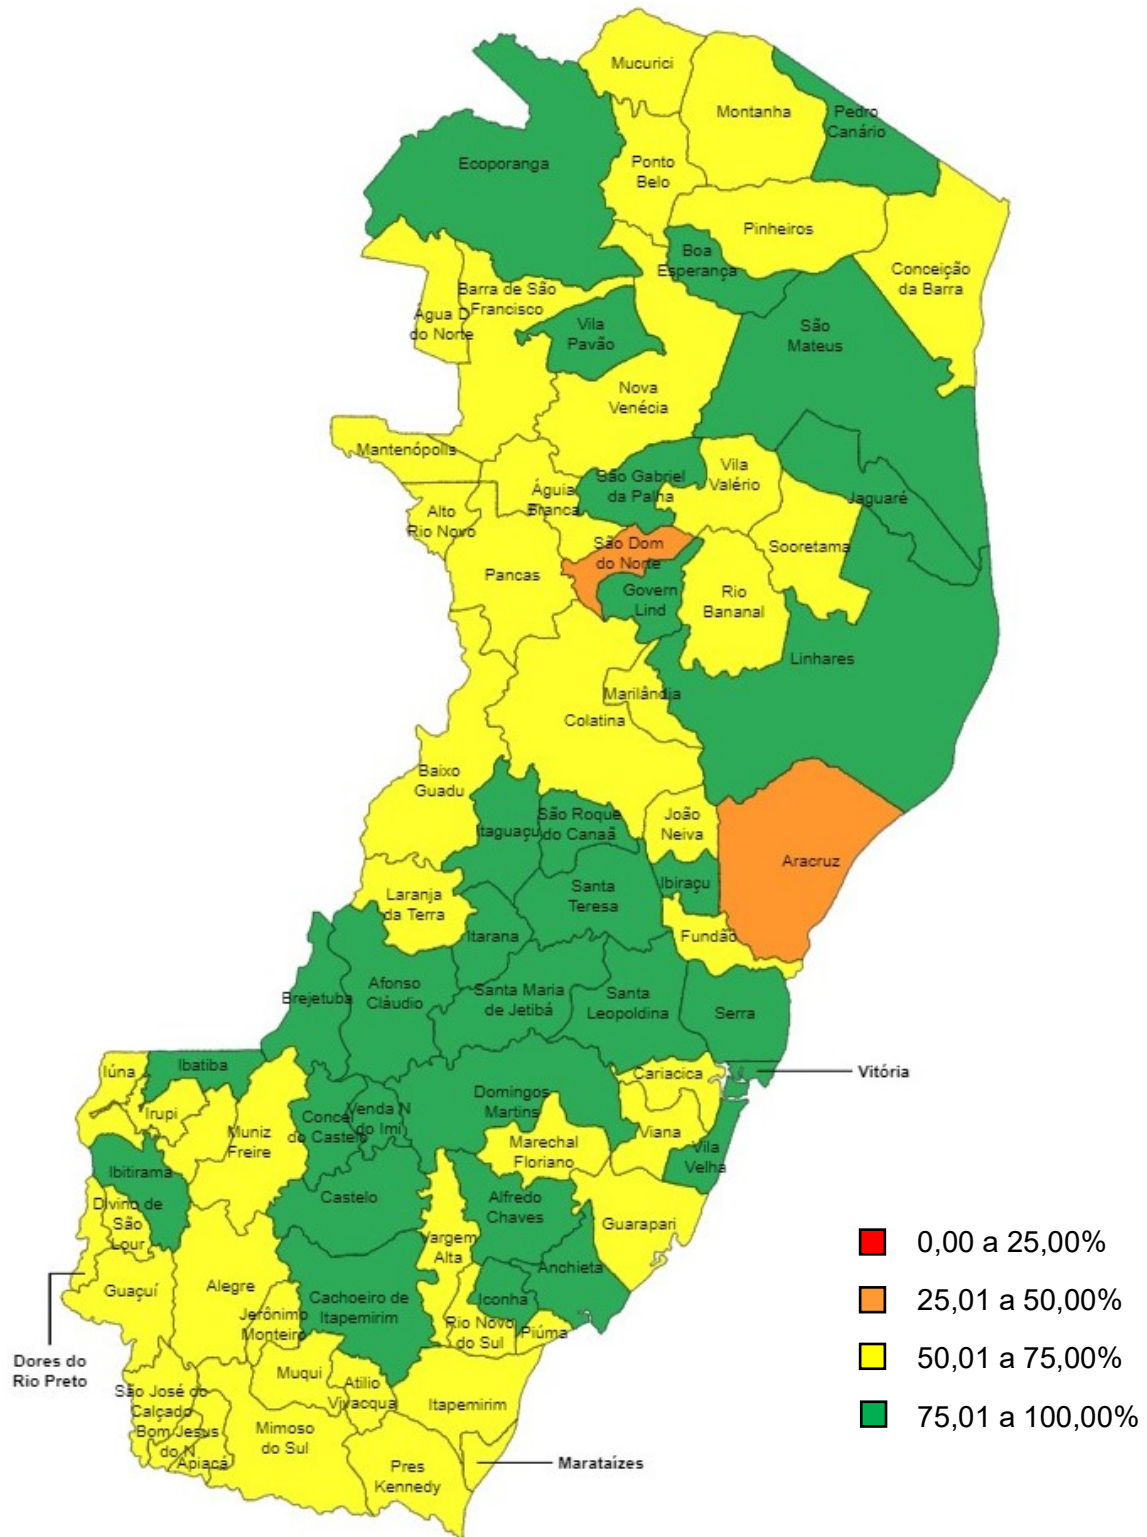 Mucurici
Montanha
Pedro
Canário
Ecoporanga
Ponto
Belo
Pinheiros
Boa
Esperança
Conceição
da Barra
Barra de São
Francisco
Água D
do Norte
Vila
Pavão
São
Mateus
Nova
Venécia
Mantenópolis
Águia
Branca
São Gabriel
da Palha
Vila
Valério
Jaguaré
Alto
Rio Novo
São Dom
do Norte
Sooretama
Pancas
Govern
Lind
Rio
Bananal
Linhares
Marilândia
Colatina
Baixo
Guadu
Itaguaçu
São Roque
do Canaã
João
Neiva
Aracruz
Laranja
da Terra
Santa
Teresa
Ibiraçu
Itarana
Fundão
Brejetuba
Afonso
Cláudio
Santa Maria
de Jetibá
Santa
Leopoldina
Serra
Iúna
Ibatiba
Cariacica
Vitória
Irupi
Muniz
Freire
Concei
do Castelo
Venda N
do Imi
Domingos
Martins
Viana
Marechal
Floriano
Vila
Velha
Ibitirama
Castelo
Alfredo
Chaves
Guarapari
Divino de
São
Lour
Vargem
Alta
0,00 a 25,00%
Anchieta
Guaçuí
Alegre
Cachoeiro de
Itapemirim
Iconha
25,01 a 50,00%
Jerônimo
Monteiro
Rio Novo
do Sul
Piúma
Dores do
Rio Preto
50,01 a 75,00%
Muqui
Atilio
Vivacqua
São José do
Calçado
Itapemirim
75,01 a 100,00%
Bom Jesus
do N
Mimoso
do Sul
Apiacá
Pres
Kennedy
Marataízes